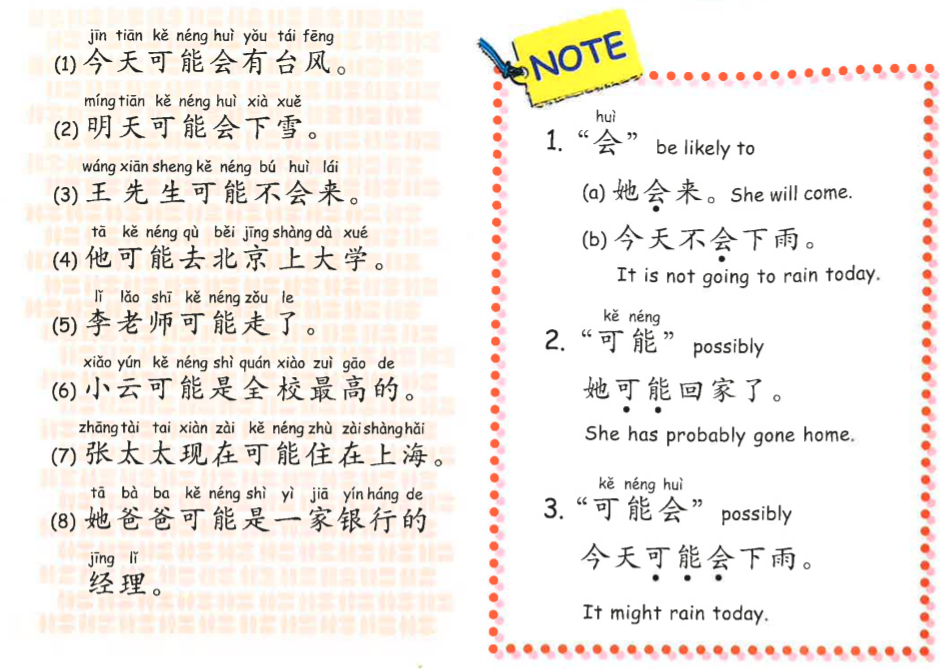 jīn tiān kě néng huì yǒu tái fēng
(1) 今天可能会有台风。
míng tiān kě néng huì xià xuě
(2) 明天可能会下雪。
wáng xiān sheng kě néng bú huì lái
(3) 王先生可能不会来。
tā kě néng qù běi jīng shàng dà xué
(4) 他可能去北京上大学。
lǐ lǎo shī kě néng zǒu le
(5) 李老师可能走了。
xiǎo yún kě néng shì quán xiào zuì gāo de
(6) 小云可能是全校最高的。
zhāng tài tai xiàn zài kě néng zhù zài shàng hǎi
(7) 张太太现在可能住在上海。
tā bà ba kě néng shì yì jiā yín háng de
(8) 她爸爸可能是一家银行的
jīng lǐ
经理。
NOTE
huì
1. “会” be likely to
(a) 她会来。She will come.
(b) 今天不会下雨。
It is not going to rain today.
kě néng
2. “可能” possibly
她可能回家了。
She has probably gone home.
kě néng huì
3. “可能会” possibly
今天可能会下雨。
It might rain today.